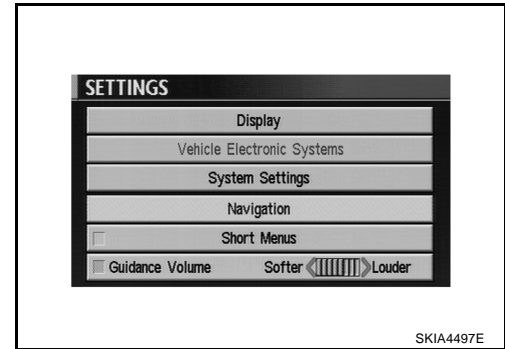 SETTINGS
Display
Vehicle Electronic Systems
System Settings
Navigation
Short Menus
Guidance Volume Softer Louder
SKIA4497E